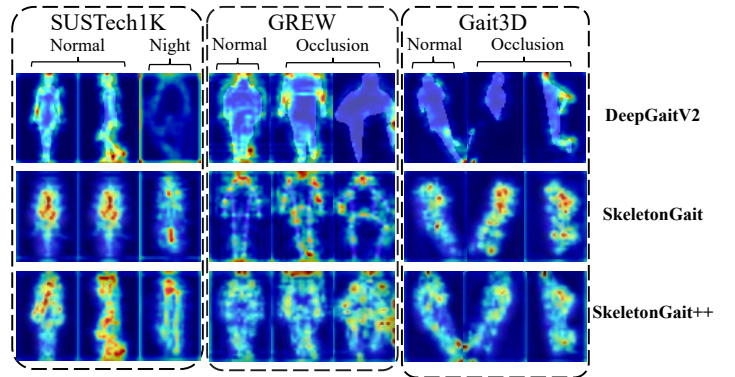 SUSTech1K GREW Gait3D
Normal Night Normal Occlusion Normal Occlusion
DeepGaitV2
SkeletonGait
SkeletonGait++